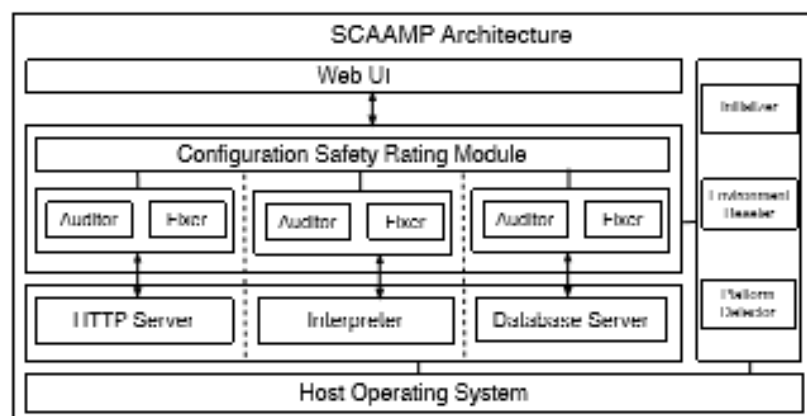 SCAAMP Architecture
Web UI
Initializer
Configuration Safety Rating Module
Auditor
Fixer
Auditor
Fixer
Auditor
Fixer
Environment
Resetter
HTTP Server
Interpreter
Database Server
Platform
Detector
Host Operating System